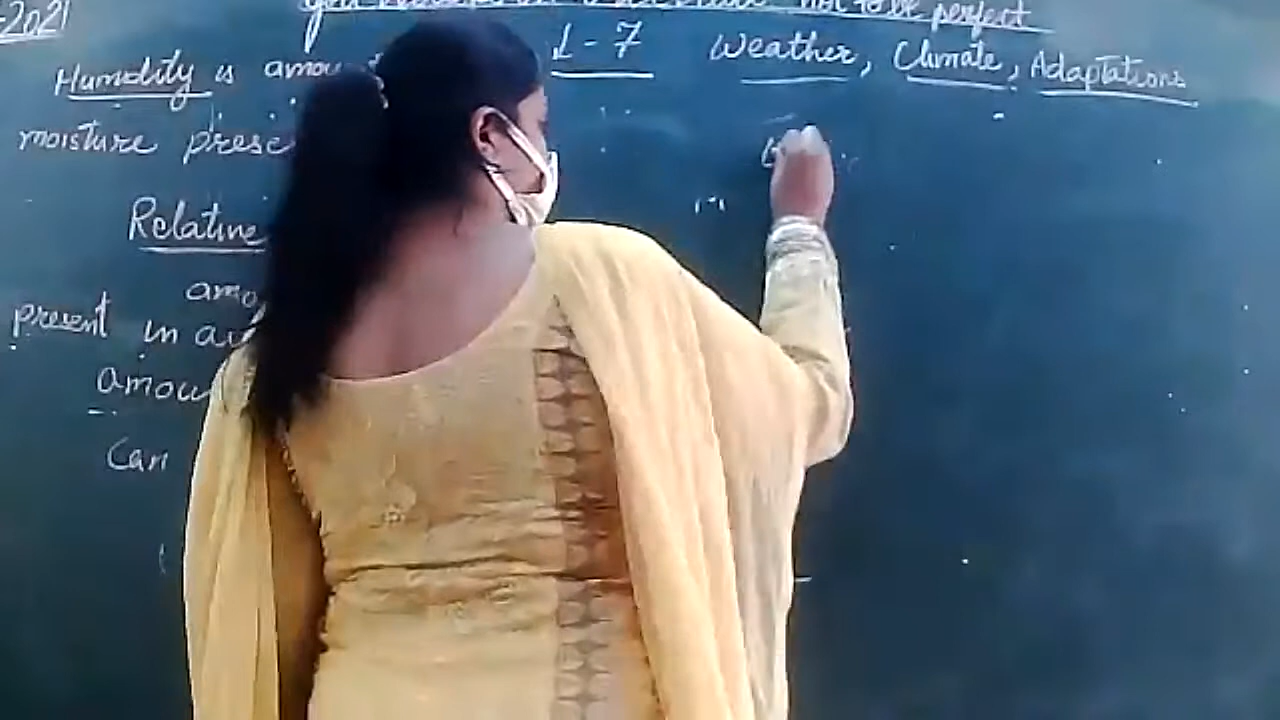 2021
not to be perfect
L-7 Weather, Climate, Adaptations
Humidity is amou
moisture prese
Relative
amo
present in ai
amou
Can